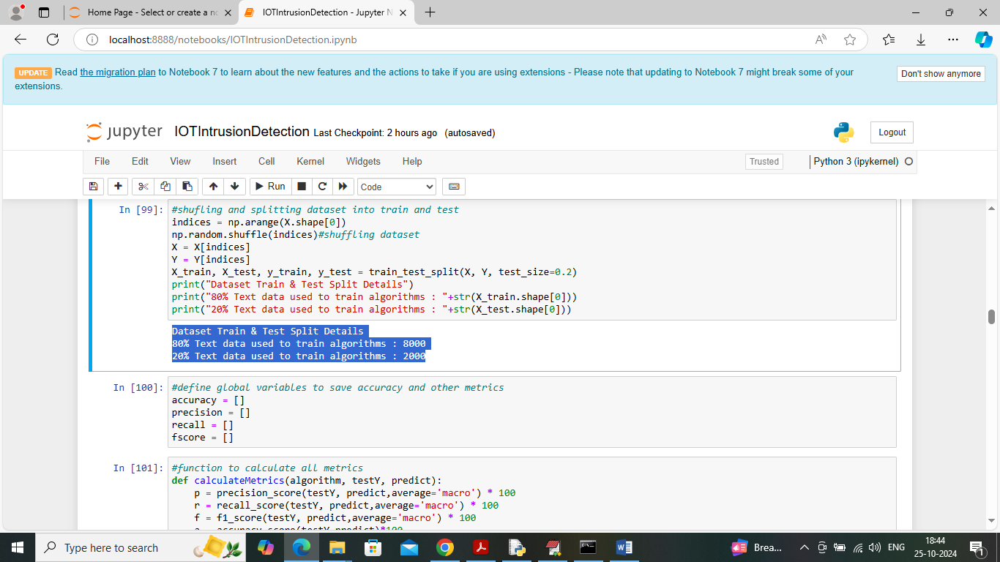 Home Page - Select or create a n
IOTIntrusionDetection - Jupyter N
localhost:8888/notebooks/IOTIntrusionDetection.ipynb
UPDATE Read the migration plan to Notebook 7 to learn about the new features and the actions to take if you are using extensions - Please note that updating to Notebook 7 might break some of your
extensions.
Don't show anymore
jupyter IOTIntrusionDetection Last Checkpoint: 2 hours ago (autosaved)
Logout
File Edit View Insert Cell Kernel Widgets Help
Trusted
Python 3 (ipykernel)
Run
Code
In [99]:
#shufling and splitting dataset into train and test
indices = np.arange(X.shape[0])
np.random.shuffle(indices)#shuffling dataset
X = X[indices]
Y = Y[indices]
X_train, X_test, y_train, y_test = train_test_split(X, Y, test_size=0.2)
print("Dataset Train & Test Split Details")
print("80% Text data used to train algorithms : "+str(X_train.shape[0]))
print("20% Text data used to train algorithms : "+str(X_test.shape[0]))
Dataset Train & Test Split Details
80% Text data used to train algorithms : 8000
20% Text data used to train algorithms : 2000
In [100]:
#define global variables to save accuracy and other metrics
accuracy = []
precision = []
recall = []
fscore = []
In [101]:
#function to calculate all metrics
def calculateMetrics(algorithm, testY, predict):
    p = precision_score(testY, predict,average='macro') * 100
    r = recall_score(testY, predict,average='macro') * 100
    f = f1_score(testY, predict,average='macro') * 100
    a = accuracy_score(testY,predict)*100
Type here to search
Brea...
ENG
18:44
25-10-2024
1